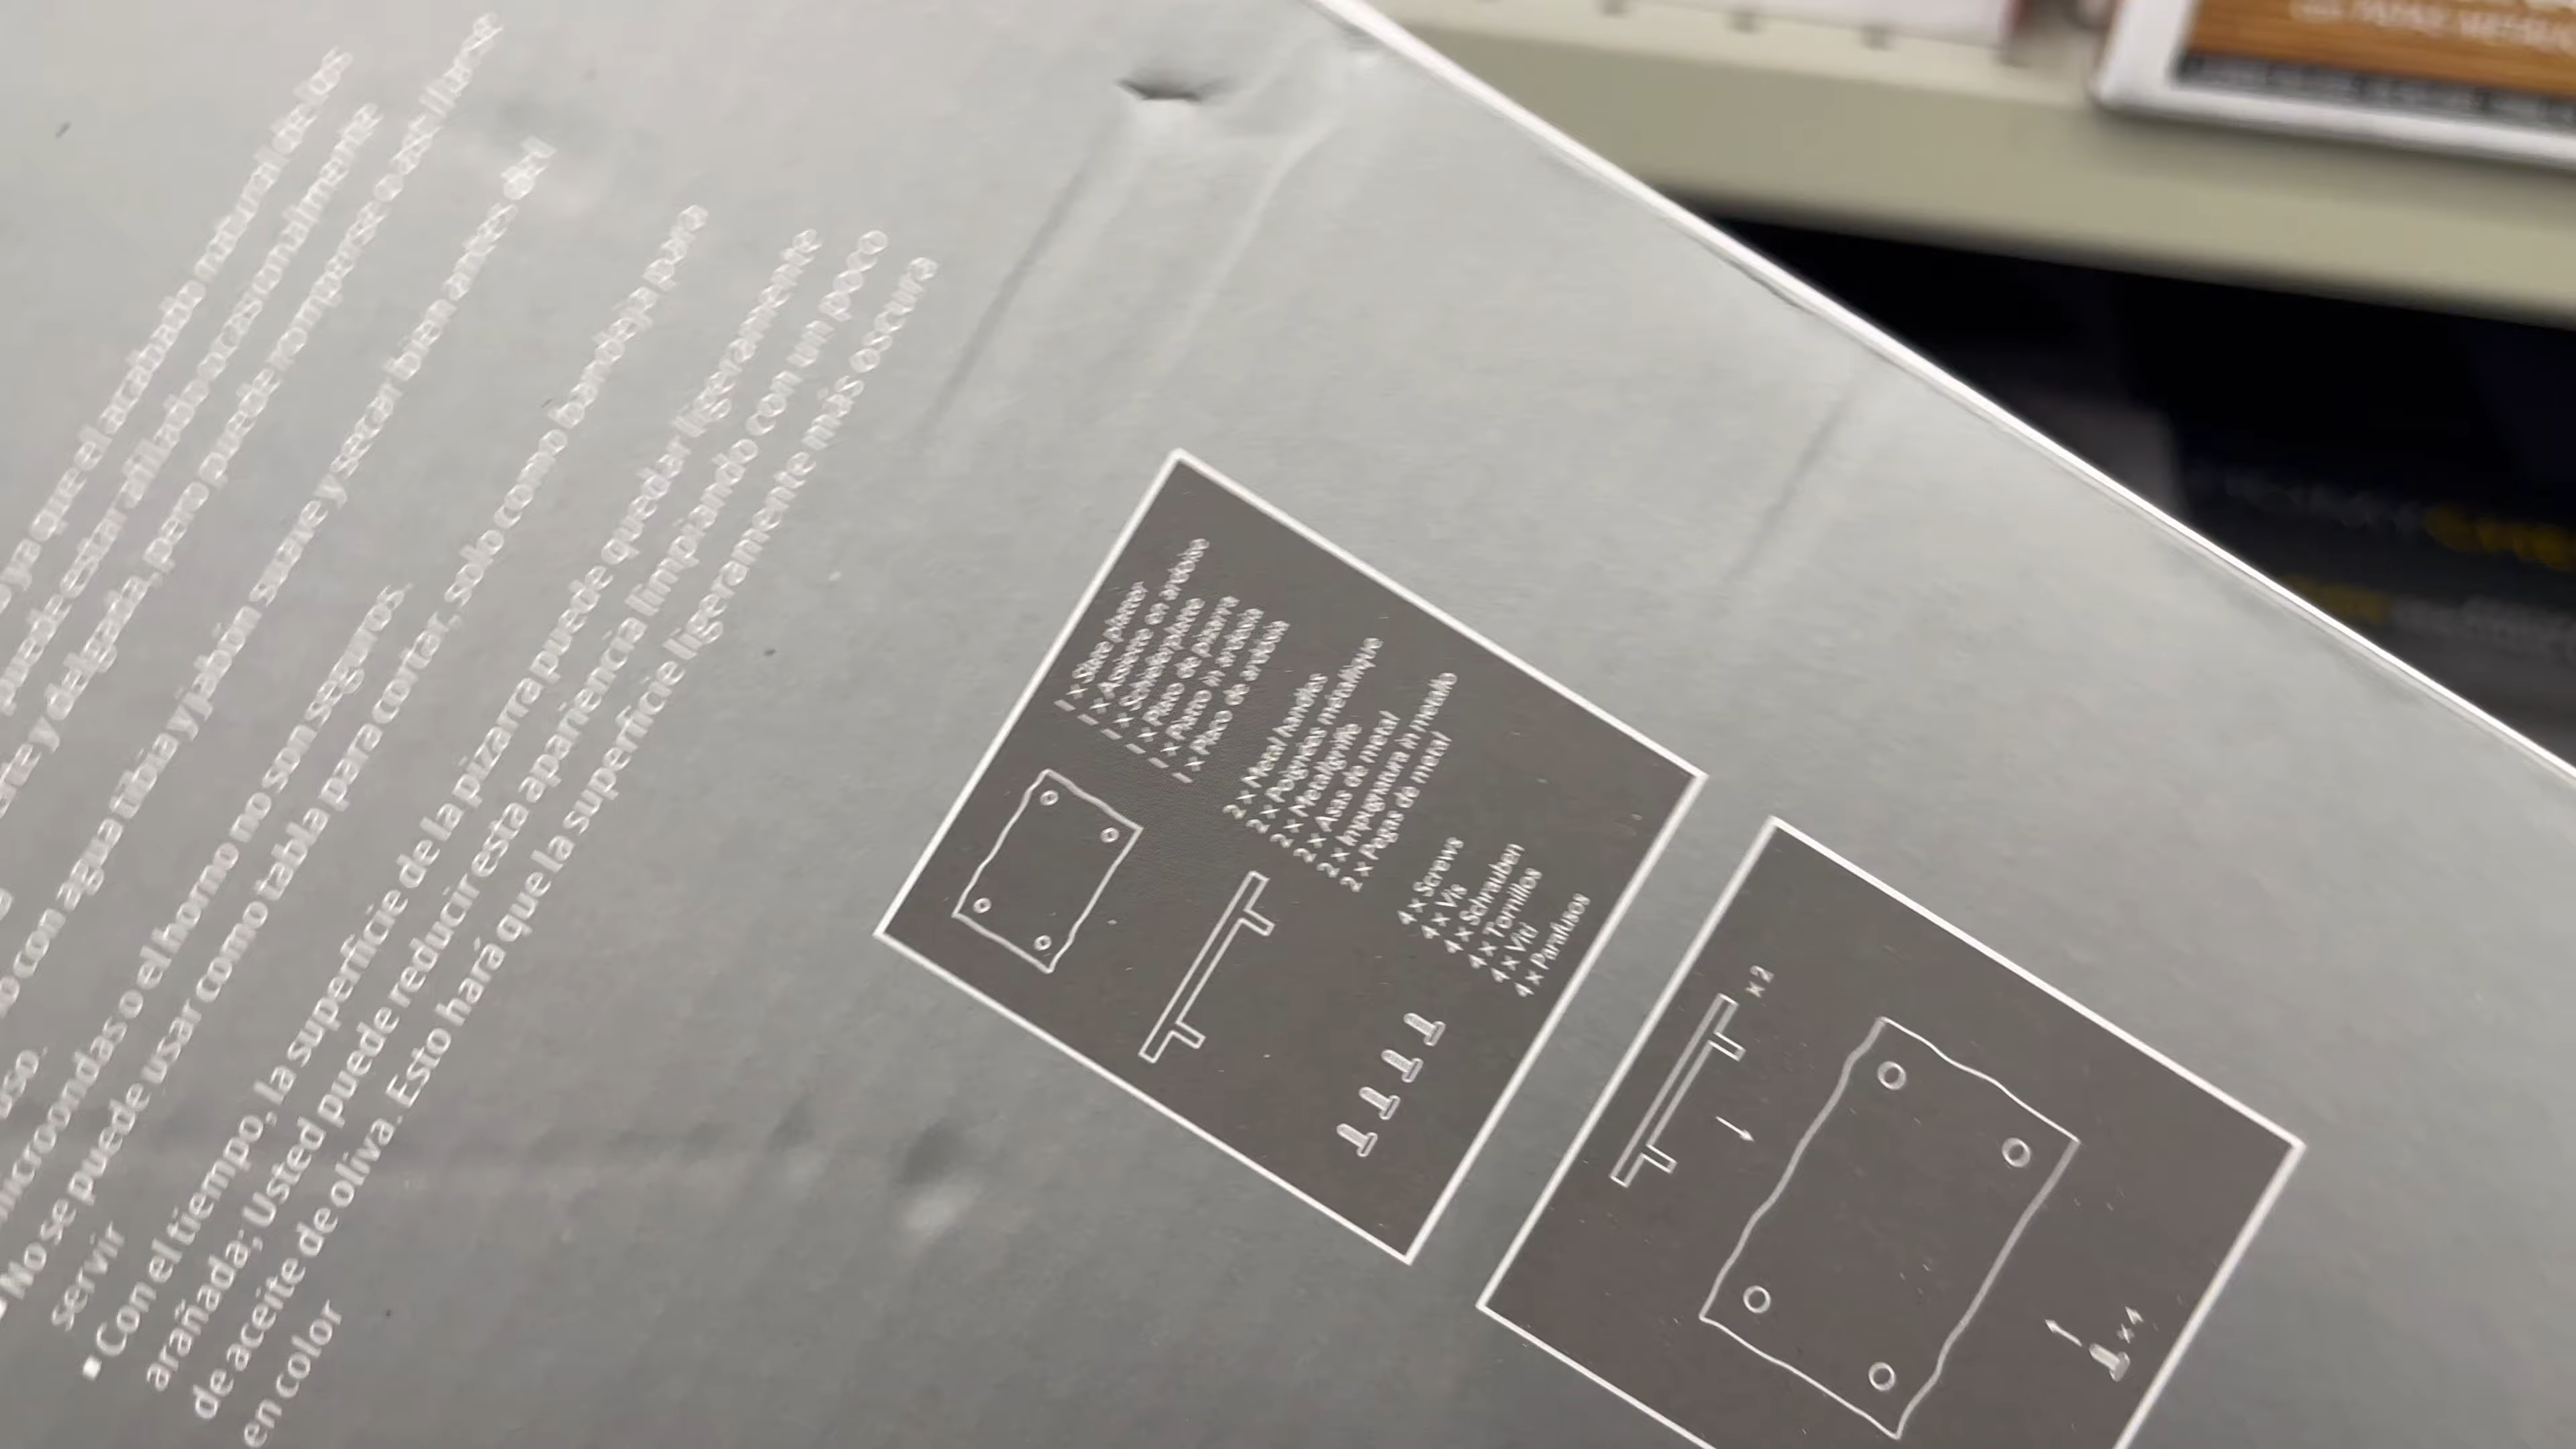 ya que el acabado natural de los
puede estar afilado ocasionalmente
y delgada, pero puede romperse o astillarse
con agua tibia y jabón suave y secar bien antes del
uso.
microondas o el horno no son seguros.
▪ No se puede usar como tabla para cortar, solo como bandeja para
servir
▪ Con el tiempo, la superficie de la pizarra puede quedar ligeramente
arañada; Usted puede reducir esta apariencia limpiando con un poco
de aceite de oliva. Esto hará que la superficie ligeramente más oscura
en color
1 x Slate platter
1 x Assiette en ardoise
1 x Schieferplatte
1 x Plato de pizarra
1 x Piatto in ardesia
1 x Placa de ardósia
2 x Metal handles
2 x Poignées métallique
2 x Metallgriffe
2 x Asas de metal
2 x Impugnatura in metallo
2 x Pegas de metal
4 x Screws
4 x Vis
4 x Schrauben
4 x Tornillos
4 x Viti
4 x Parafusos
x 2
x 4